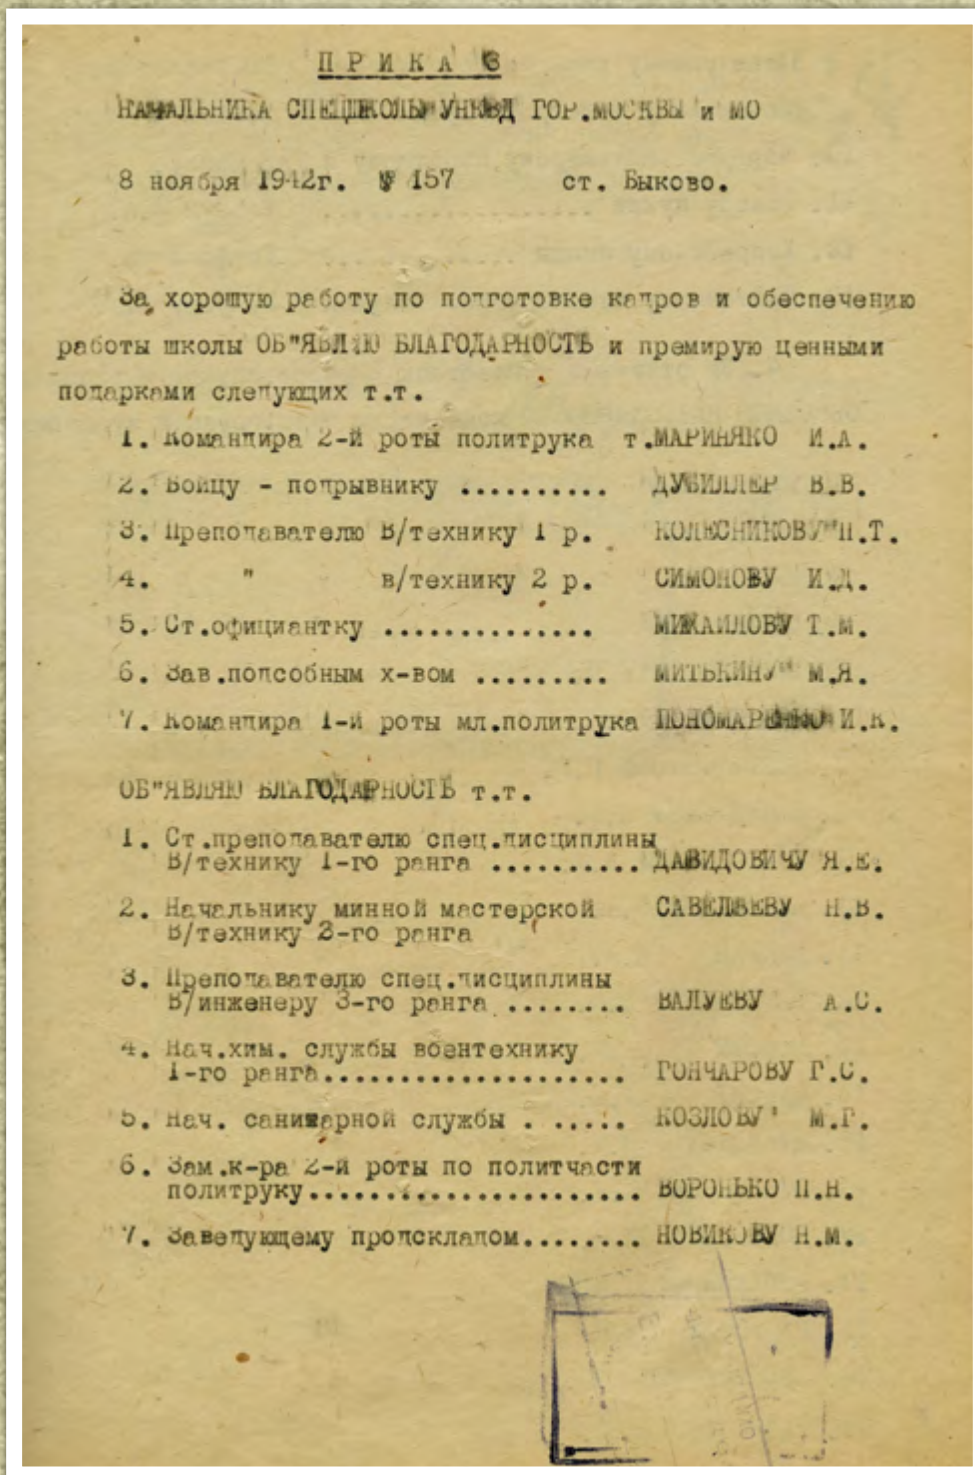 ПРИКАЗ
НАЧАЛЬНИКА СПЕЦШКОЛЫ УНКВД ГОР.МОСКВЫ и МО
8 ноября 1942г. № 157 ст. Быково.
За хорошую работу по подготовке кадров и обеспечению
работы школы ОБ"ЯВЛЯЮ БЛАГОДАРНОСТЬ и премирую ценными
подарками следующих т.т.
1. Командира 2-й роты политрука т.МАРИНЯКО И.А.
2. Бойцу - подрывнику .......... ДУБИЛЛЕР В.В.
3. Преподавателю в/технику 1 р. КОЛЕСНИКОВУ П.Т.
4. " в/технику 2 р. СИМОНОВУ И.Д.
5. Ст.официантку .............. МИХАЙЛОВУ Т.М.
6. Зав.подсобным х-вом ......... МИТЬКИНУ М.Я.
7. Командира 1-й роты мл.политрука ПОНОМАРЕНКО И.К.
ОБ"ЯВЛЯЮ БЛАГОДАРНОСТЬ т.т.
1. Ст.преподавателю спец.дисциплины
В/технику 1-го ранга .......... ДАВИДОВИЧУ Я.Е.
2. Начальнику минной мастерской САВЕЛЬЕВУ Н.В.
В/технику 2-го ранга
3. Преподавателю спец.дисциплины
В/инженеру 3-го ранга ........ ВАЛУЕВУ А.С.
4. Нач.хим. службы воентехнику
1-го ранга.................... ГОНЧАРОВУ Г.С.
5. Нач. санитарной службы . ..... КОЗЛОВУ М.Г.
6. Зам.к-ра 2-й роты по политчасти
политруку...................... ВОРОНЬКО П.Н.
7. Заведующему продскладом........ НОВИКОВУ Н.М.